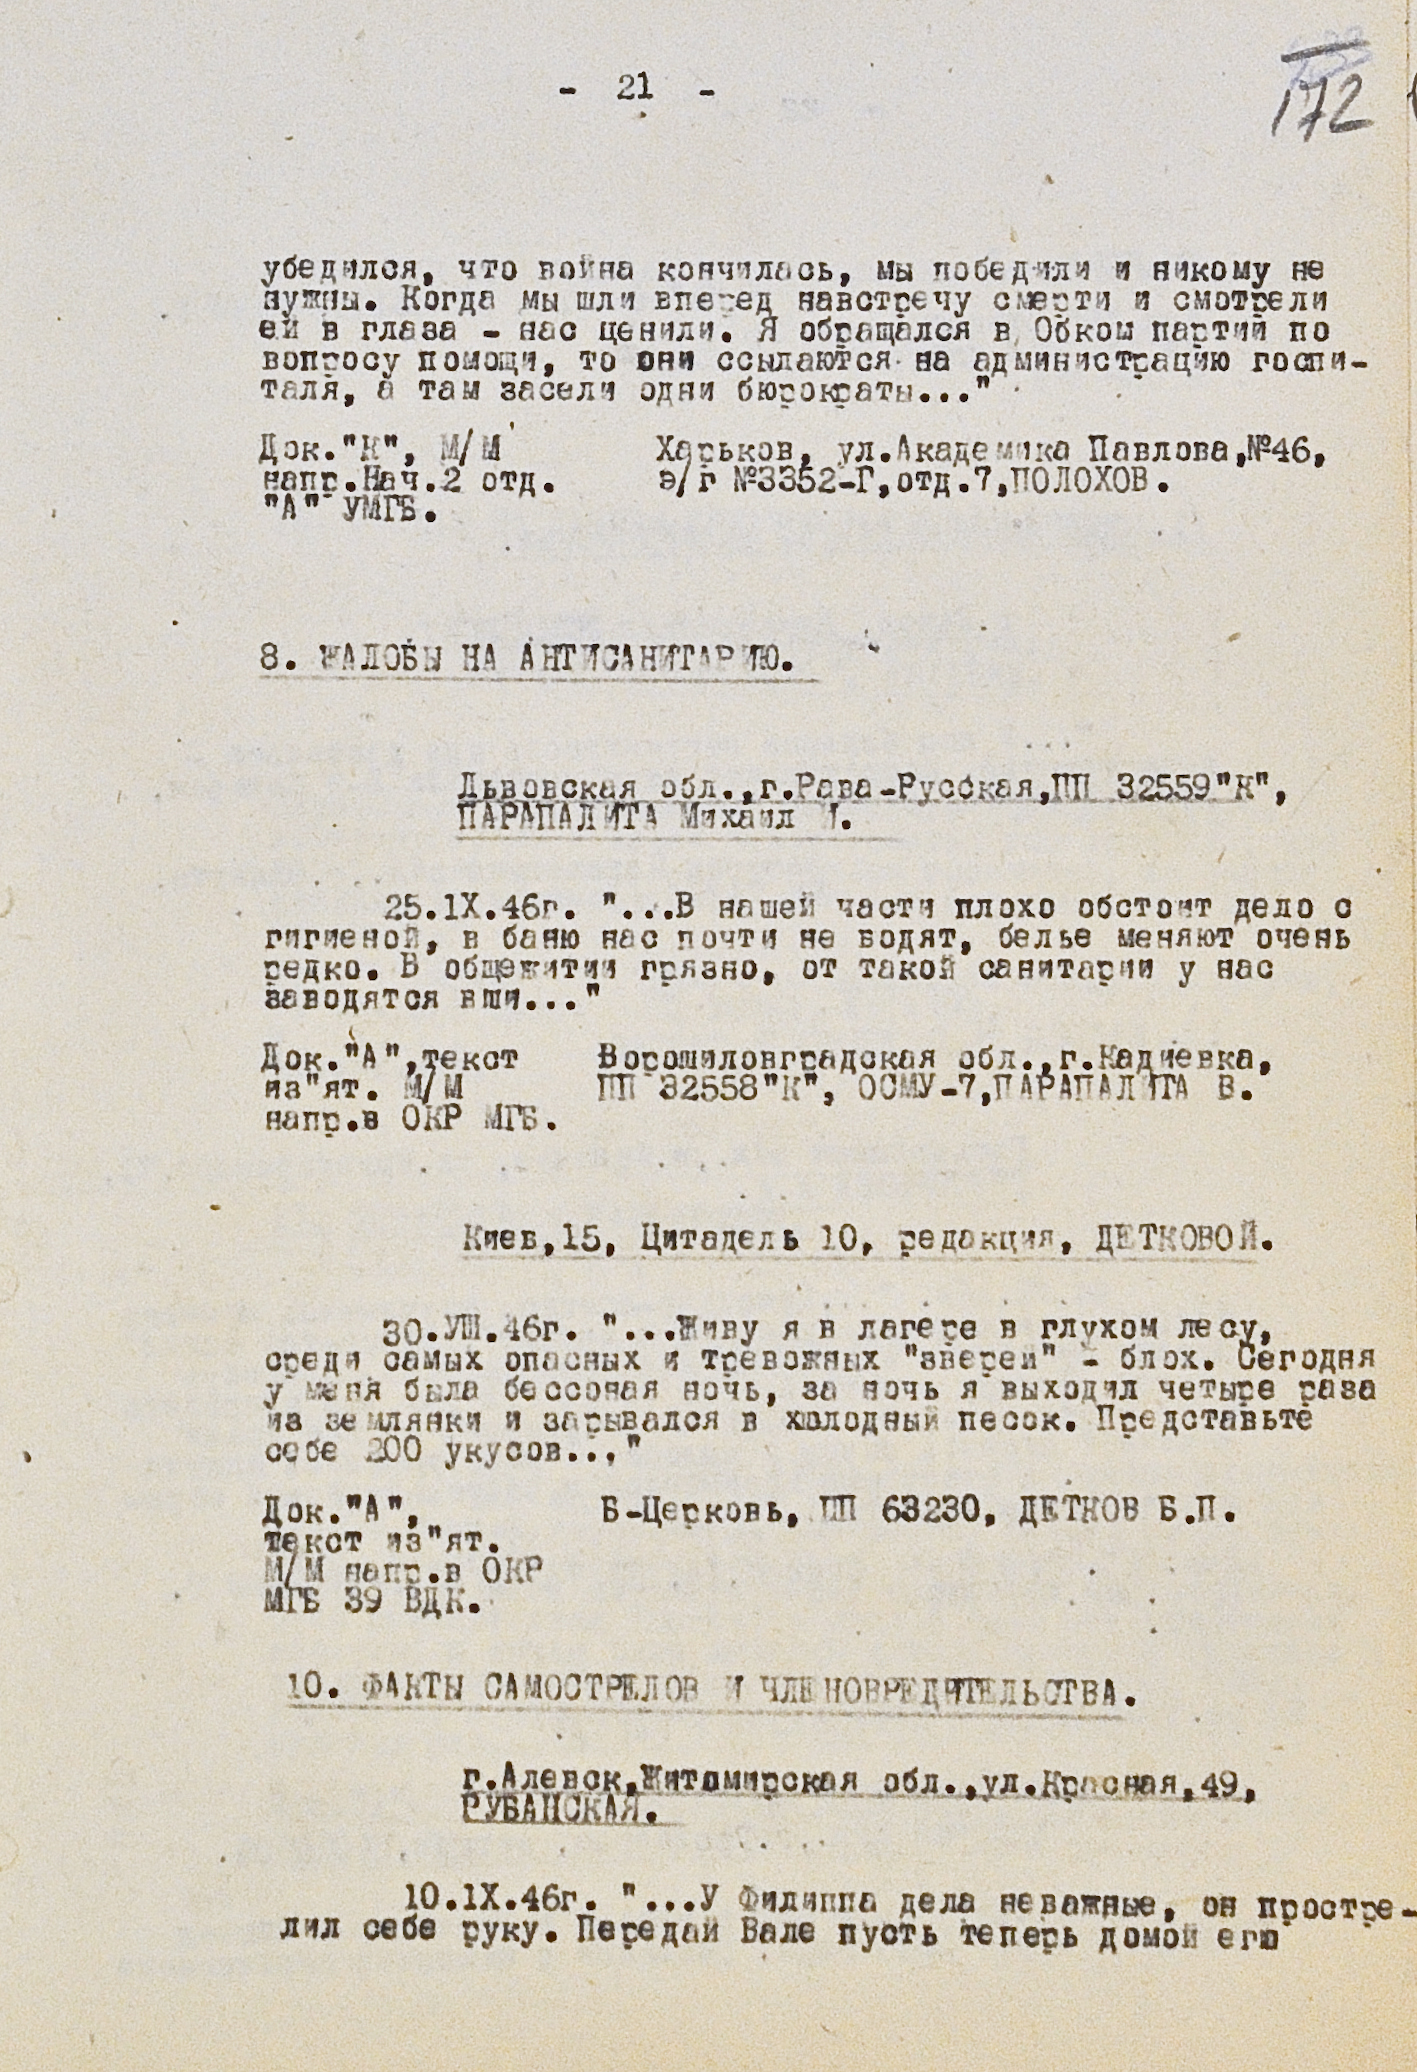 - 21 -
172
убедился, что война кончилась, мы победили и никому не
нужны. Когда мы шли вперед навстречу смерти и смотрели
ей в глаза - нас ценили. Я обращался в Обком партий по
вопросу помощи, то они ссылаются на администрацию госпи-
таля, а там засели одни бюрократы..."
Док."К", М/М
напр.Нач.2 отд.
"А" УМГБ.
Харьков, ул.Академика Павлова,№46,
э/г №3352-Г,отд.7,ПОЛОХОВ.
8. ЖАЛОБЫ НА АНТИСАНИТАРИЮ.
Львовская обл.,г.Рава-Русская,ПП 32559"К",
ПАРАПАЛИТА Михаил И.
25.1Х.46г. "...В нашей части плохо обстоит дело с
гигиеной, в баню нас почти не водят, белье меняют очень
редко. В общежитии грязно, от такой санитарии у нас
заводятся вши..."
Док."А",текст
из"ят. М/М
напр.в ОКР МГБ.
Ворошиловградская обл.,г.Кадиевка,
ПП 32558"К", ОСМУ-7,ПАРАПАЛИТА В.
Киев,15, Цитадель 10, редакция, ДЕТКОВОЙ.
30.УШ.46г. "...Живу я в лагере в глухом лесу,
среди самых опасных и тревожных "зверей" - блох. Сегодня
у меня была бессоная ночь, за ночь я выходил четыре раза
из землянки и зарывался в холодный песок. Представьте
себе 200 укусов..."
Док."А",
текст из"ят.
М/М напр.в ОКР
МГБ 39 ВДК.
Б-Церковь, ПП 63230, ДЕТКОВ Б.П.
10. ФАКТЫ САМОСТРЕЛОВ И ЧЛЕНОВРЕДИТЕЛЬСТВА.
г.Алевск,Житомирская обл.,ул.Красная,49,
РУБАНСКАЯ.
10.1Х.46г. "...У Филиппа дела неважные, он простре-
лил себе руку. Передай Вале пусть теперь домой его